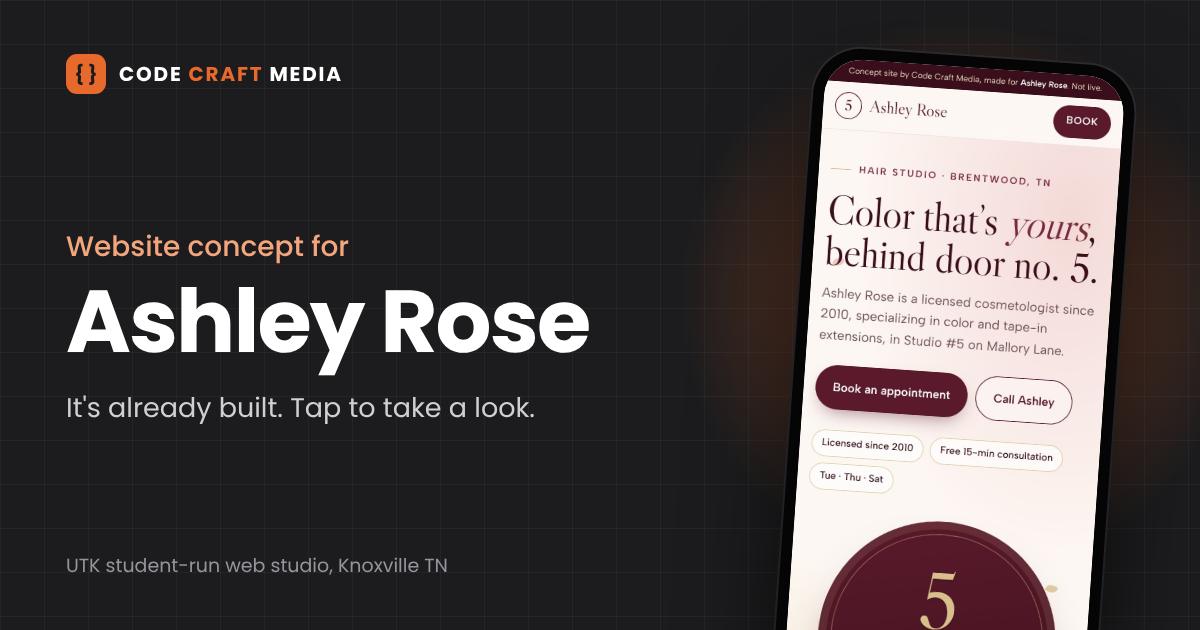 { } CODE CRAFT MEDIA
Website concept for
Ashley Rose
It's already built. Tap to take a look.
UTK student-run web studio, Knoxville TN
Concept site by Code Craft Media, made for Ashley Rose. Not live.
5 Ashley Rose BOOK
HAIR STUDIO · BRENTWOOD, TN
Color that's yours,
behind door no. 5.
Ashley Rose is a licensed cosmetologist since
2010, specializing in color and tape-in
extensions, in Studio #5 on Mallory Lane.
Book an appointment Call Ashley
Licensed since 2010 Free 15-min consultation
Tue · Thu · Sat
5